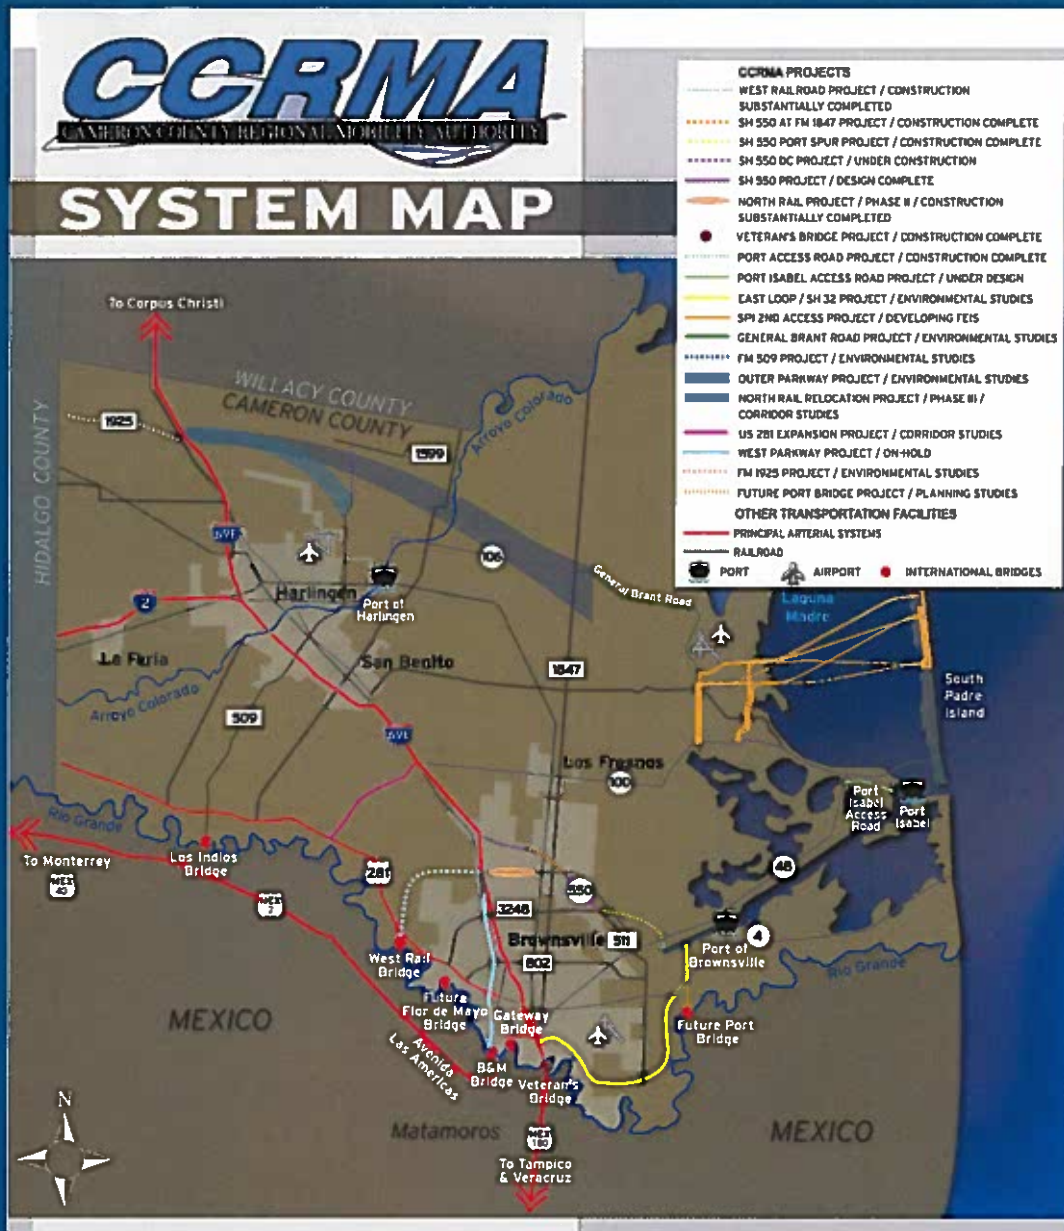 CCRMA
CAMERON COUNTY REGIONAL MOBILITY AUTHORITY
SYSTEM MAP
CCRMA PROJECTS
WEST RAILROAD PROJECT / CONSTRUCTION
SUBSTANTIALLY COMPLETED
SH 550 AT FM 1847 PROJECT / CONSTRUCTION COMPLETE
SH 550 PORT SPUR PROJECT / CONSTRUCTION COMPLETE
SH 550 DC PROJECT / UNDER CONSTRUCTION
SH 550 PROJECT / DESIGN COMPLETE
NORTH RAIL PROJECT / PHASE II / CONSTRUCTION
SUBSTANTIALLY COMPLETED
VETERAN'S BRIDGE PROJECT / CONSTRUCTION COMPLETE
PORT ACCESS ROAD PROJECT / CONSTRUCTION COMPLETE
PORT ISABEL ACCESS ROAD PROJECT / UNDER DESIGN
EAST LOOP / SH 32 PROJECT / ENVIRONMENTAL STUDIES
SPI 2ND ACCESS PROJECT / DEVELOPING FEIS
GENERAL BRANT ROAD PROJECT / ENVIRONMENTAL STUDIES
FM 509 PROJECT / ENVIRONMENTAL STUDIES
OUTER PARKWAY PROJECT / ENVIRONMENTAL STUDIES
NORTH RAIL RELOCATION PROJECT / PHASE III /
CORRIDOR STUDIES
US 281 EXPANSION PROJECT / CORRIDOR STUDIES
WEST PARKWAY PROJECT / ON-HOLD
FM 1925 PROJECT / ENVIRONMENTAL STUDIES
FUTURE PORT BRIDGE PROJECT / PLANNING STUDIES
OTHER TRANSPORTATION FACILITIES
PRINCIPAL ARTERIAL SYSTEMS
RAILROAD
PORT
AIRPORT
INTERNATIONAL BRIDGES
To Corpus Christi
WILLACY COUNTY
CAMERON COUNTY
HIDALGO COUNTY
Arroyo Colorado
1925
1599
69E
106
General Brant Road
Laguna
Madre
2
Harlingen
Port of
Harlingen
La Furia
San Benito
1847
Arroyo Colorado
509
69E
South
Padre
Island
Los Fresnos
100
Port
Isabel
Access
Road
Port
Isabel
Rio Grande
To Monterrey
MEX
40
Los Indios
Bridge
MEX
2
281
48
550
3248
Brownsville
511
802
4
Port of
Brownsville
Rio Grande
West Rail
Bridge
Future
Flor de Mayo
Bridge
Gateway
Bridge
Future Port
Bridge
MEXICO
Avenida
Las Americas
B&M
Bridge
Veteran's
Bridge
N
Matamoros
MEX
180
MEXICO
To Tampico
& Veracruz